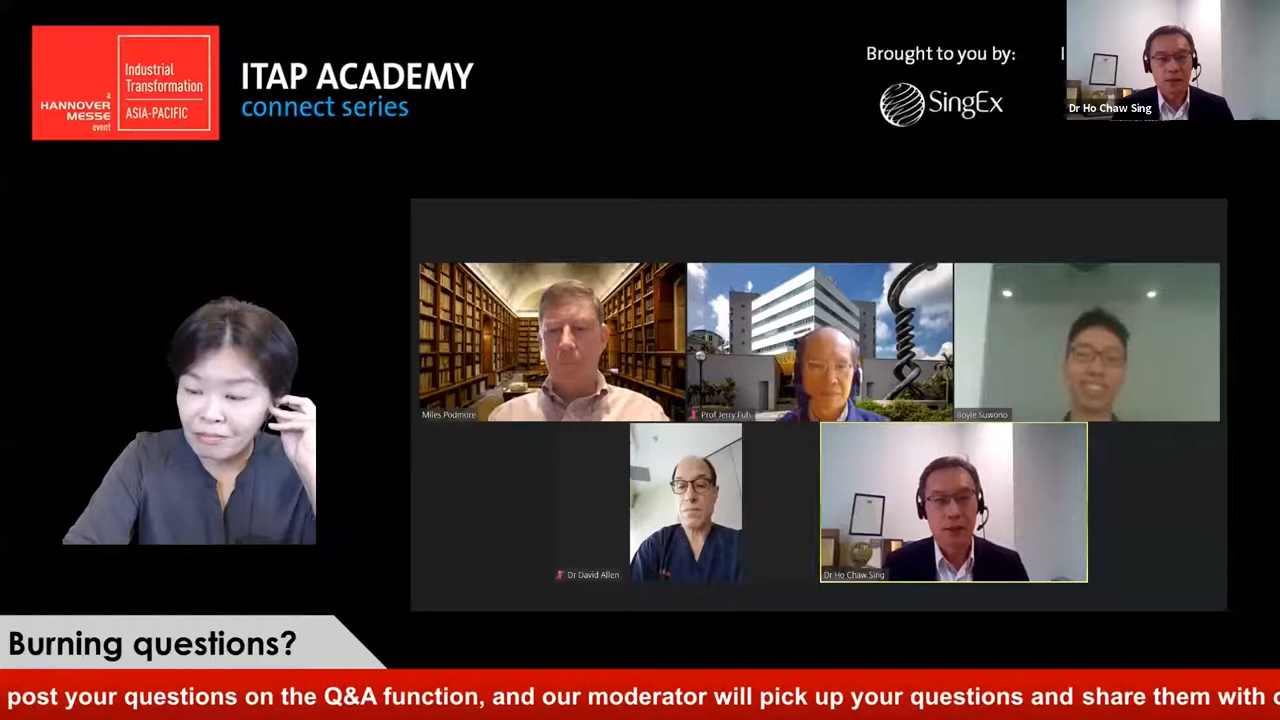 Industrial
Transformation
ASIA-PACIFIC
a
HANNOVER
MESSE
event
ITAP ACADEMY
connect series
Brought to you by:
SingEx
Dr Ho Chaw Sing
Miles Podmore
Prof Jerry Fuh
Boyle Suwono
Dr David Allen
Dr Ho Chaw Sing
Burning questions?
post your questions on the Q&A function, and our moderator will pick up your questions and share them with